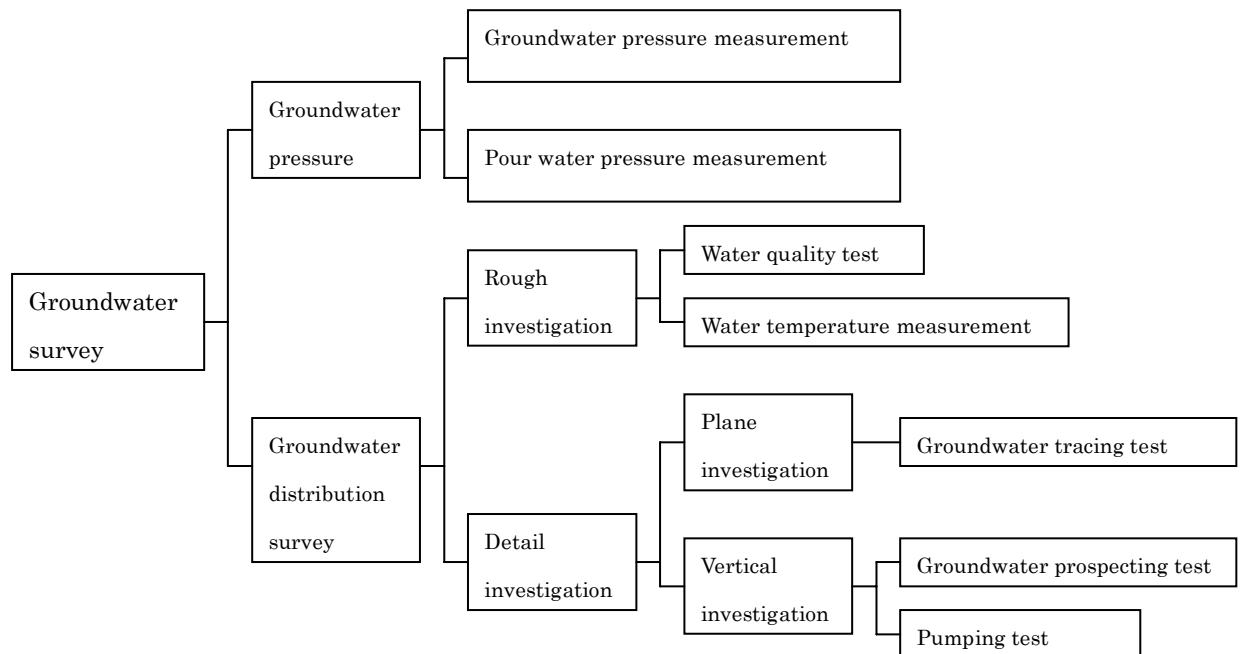 Groundwater pressure measurement
Groundwater
pressure
Pour water pressure measurement
Water quality test
Rough
investigation
Groundwater
survey
Water temperature measurement
Plane
investigation
Groundwater tracing test
Groundwater
distribution
survey
Detail
investigation
Vertical
investigation
Groundwater prospecting test
Pumping test